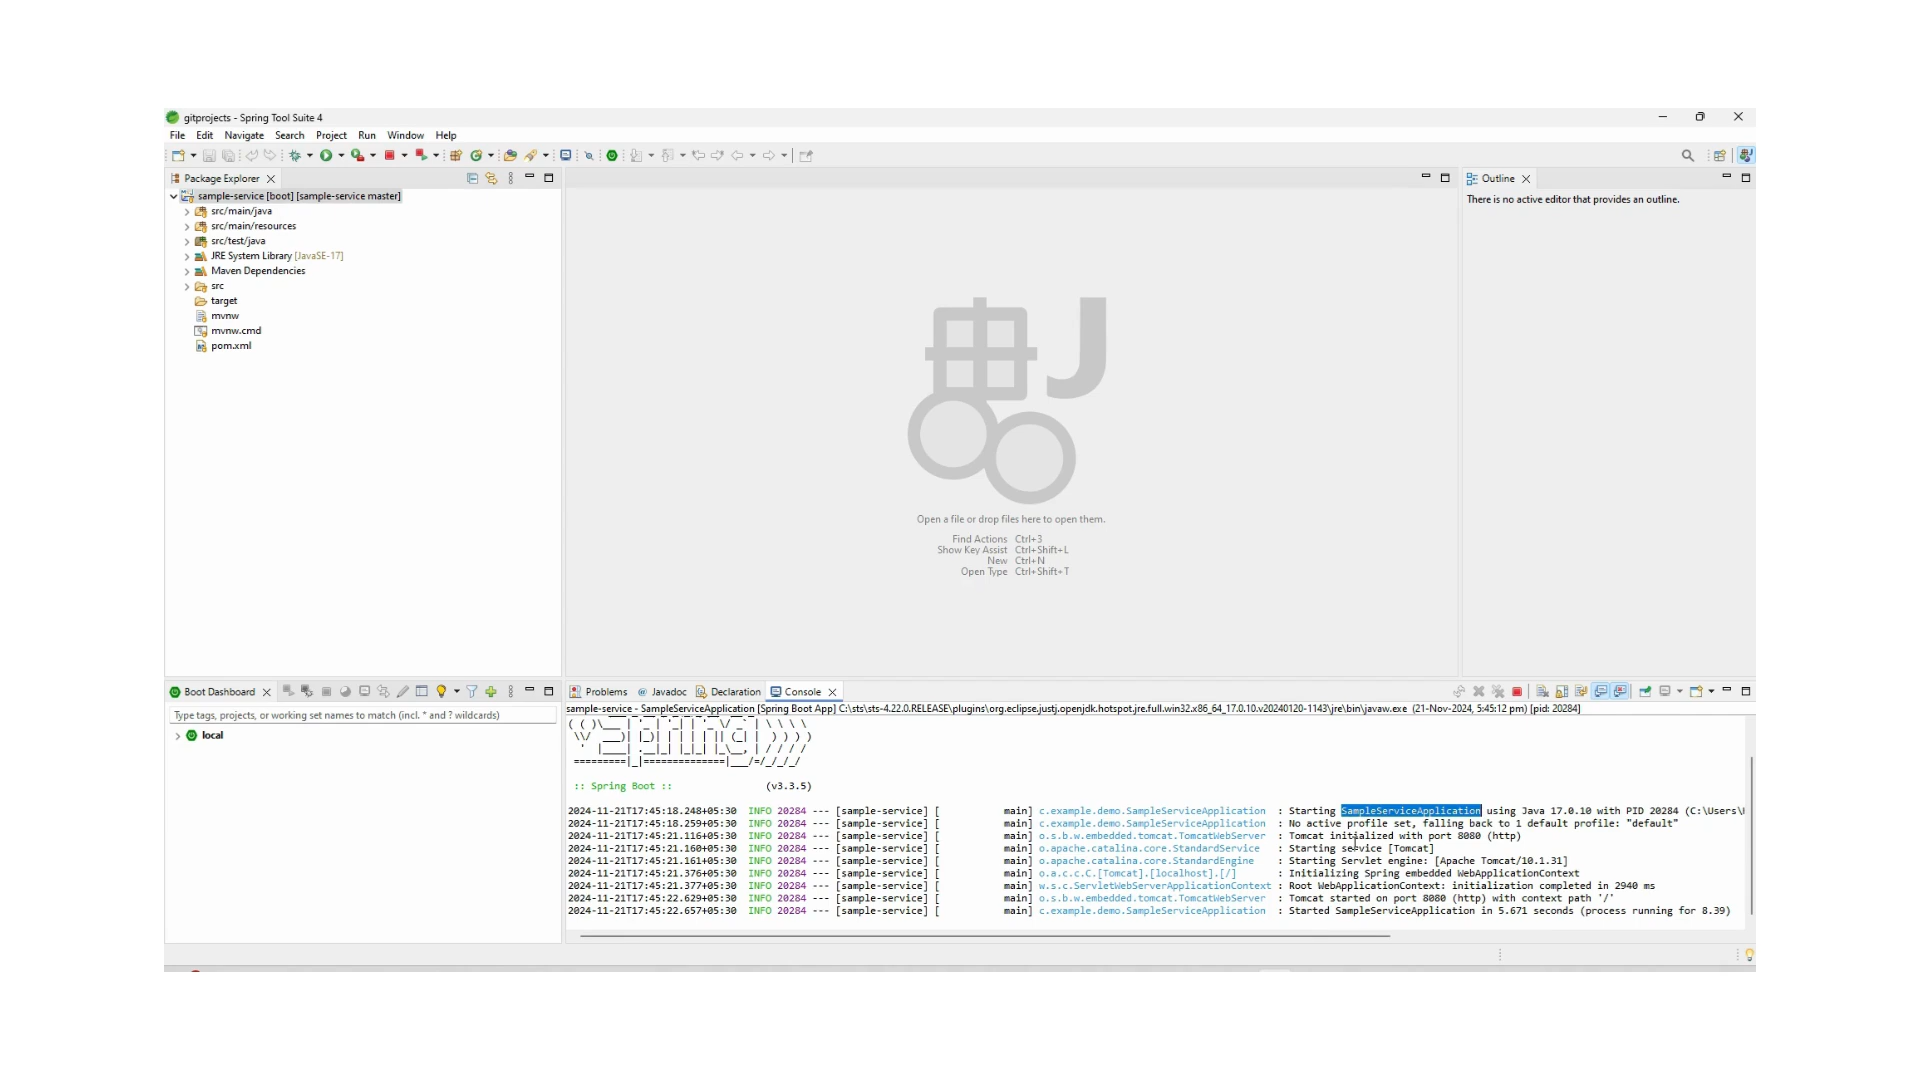 gitprojects - Spring Tool Suite 4
File Edit Navigate Search Project Run Window Help
Package Explorer
sample-service [boot] [sample-service master]
src/main/java
src/main/resources
src/test/java
JRE System Library [JavaSE-17]
Maven Dependencies
src
target
mvnw
mvnw.cmd
pom.xml
Open a file or drop files here to open them.
Find Actions Ctrl+3
Show Key Assist Ctrl+Shift+L
New Ctrl+N
Open Type Ctrl+Shift+T
Outline
There is no active editor that provides an outline.
Boot Dashboard
Type tags, projects, or working set names to match (incl. * and ? wildcards)
local
Problems @ Javadoc Declaration Console
sample-service - SampleServiceApplication [Spring Boot App] C:\sts\sts-4.22.0.RELEASE\plugins\org.eclipse.justj.openjdk.hotspot.jre.full.win32.x86_64_17.0.10.v20240120-1143\jre\bin\javaw.exe (21-Nov-2024, 5:45:12 pm) [pid: 20284]
:: Spring Boot :: (v3.3.5)
2024-11-21T17:45:18.248+05:30 INFO 20284 --- [sample-service] [ main] c.example.demo.SampleServiceApplication : Starting SampleServiceApplication using Java 17.0.10 with PID 20284 (C:\Users\
2024-11-21T17:45:18.259+05:30 INFO 20284 --- [sample-service] [ main] c.example.demo.SampleServiceApplication : No active profile set, falling back to 1 default profile: "default"
2024-11-21T17:45:21.116+05:30 INFO 20284 --- [sample-service] [ main] o.s.b.w.embedded.tomcat.TomcatWebServer : Tomcat initialized with port 8080 (http)
2024-11-21T17:45:21.160+05:30 INFO 20284 --- [sample-service] [ main] o.apache.catalina.core.StandardService : Starting service [Tomcat]
2024-11-21T17:45:21.161+05:30 INFO 20284 --- [sample-service] [ main] o.apache.catalina.core.StandardEngine : Starting Servlet engine: [Apache Tomcat/10.1.31]
2024-11-21T17:45:21.376+05:30 INFO 20284 --- [sample-service] [ main] o.a.c.c.C.[Tomcat].[localhost].[/] : Initializing Spring embedded WebApplicationContext
2024-11-21T17:45:21.377+05:30 INFO 20284 --- [sample-service] [ main] w.s.c.ServletWebServerApplicationContext : Root WebApplicationContext: initialization completed in 2940 ms
2024-11-21T17:45:22.629+05:30 INFO 20284 --- [sample-service] [ main] o.s.b.w.embedded.tomcat.TomcatWebServer : Tomcat started on port 8080 (http) with context path '/'
2024-11-21T17:45:22.657+05:30 INFO 20284 --- [sample-service] [ main] c.example.demo.SampleServiceApplication : Started SampleServiceApplication in 5.671 seconds (process running for 8.39)